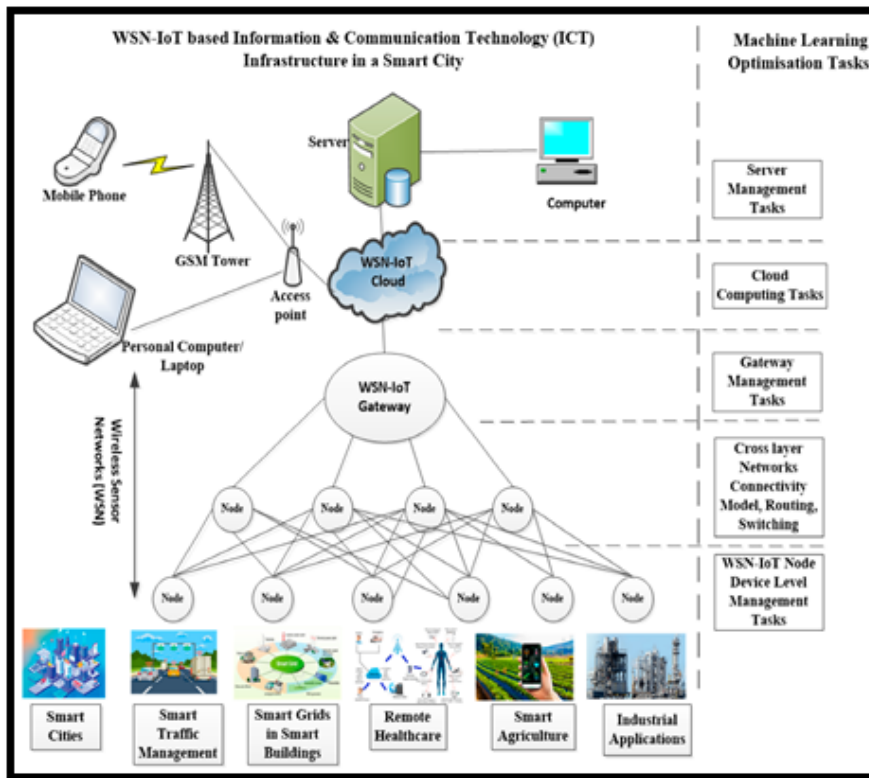 WSN-IoT based Information & Communication Technology (ICT)
Infrastructure in a Smart City
Machine Learning
Optimisation Tasks
Mobile Phone
GSM Tower
Server
Computer
Access
point
WSN-IoT
Cloud
Personal Computer/
Laptop
WSN-IoT
Gateway
Wireless Sensor
Networks (WSN)
Node
Node
Node
Node
Node
Node
Node
Node
Node
Node
Server
Management
Tasks
Cloud
Computing Tasks
Gateway
Management
Tasks
Cross layer
Networks
Connectivity
Model, Routing,
Switching
WSN-IoT Node
Device Level
Management
Tasks
Smart
Cities
Smart
Traffic
Management
Smart Grids
in Smart
Buildings
Remote
Healthcare
Smart
Agriculture
Industrial
Applications